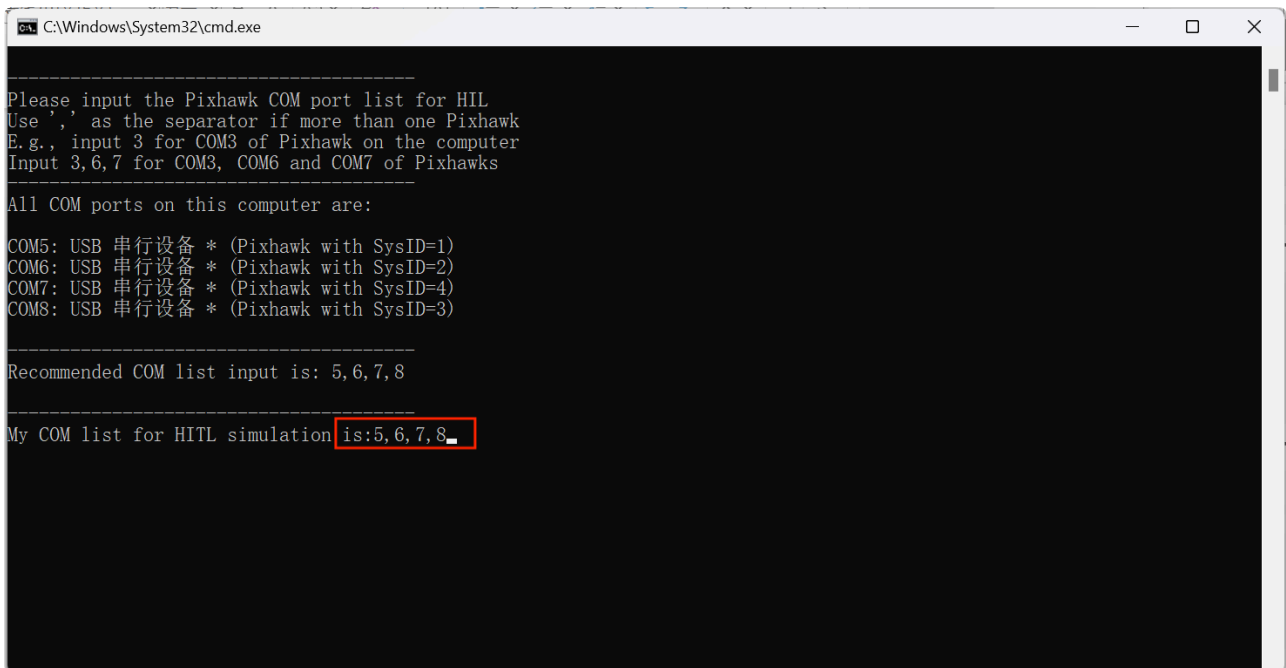 C:\Windows\System32\cmd.exe
----------------------------------------
Please input the Pixhawk COM port list for HIL
Use ',' as the separator if more than one Pixhawk
E.g., input 3 for COM3 of Pixhawk on the computer
Input 3,6,7 for COM3, COM6 and COM7 of Pixhawks
----------------------------------------
All COM ports on this computer are:
COM5: USB 串行设备 * (Pixhawk with SysID=1)
COM6: USB 串行设备 * (Pixhawk with SysID=2)
COM7: USB 串行设备 * (Pixhawk with SysID=4)
COM8: USB 串行设备 * (Pixhawk with SysID=3)
----------------------------------------
Recommended COM list input is: 5,6,7,8
----------------------------------------
My COM list for HITL simulation is:5,6,7,8